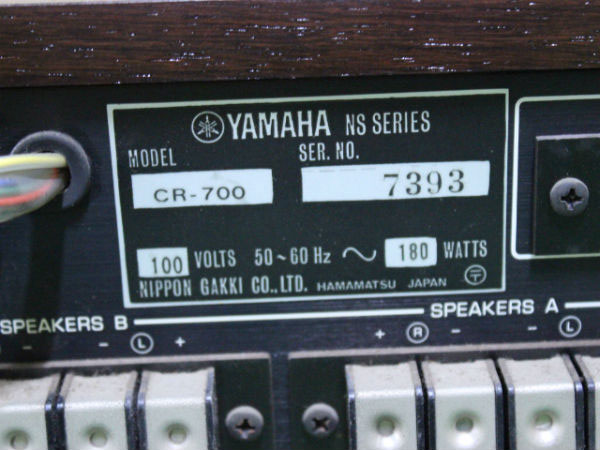 YAMAHA NS SERIES
MODEL SER. NO.
CR-700 7393
100 VOLTS 50~60 Hz ~ 180 WATTS
NIPPON GAKKI CO.,LTD. HAMAMATSU JAPAN 〒
SPEAKERS B SPEAKERS A
- - L + + R - - L